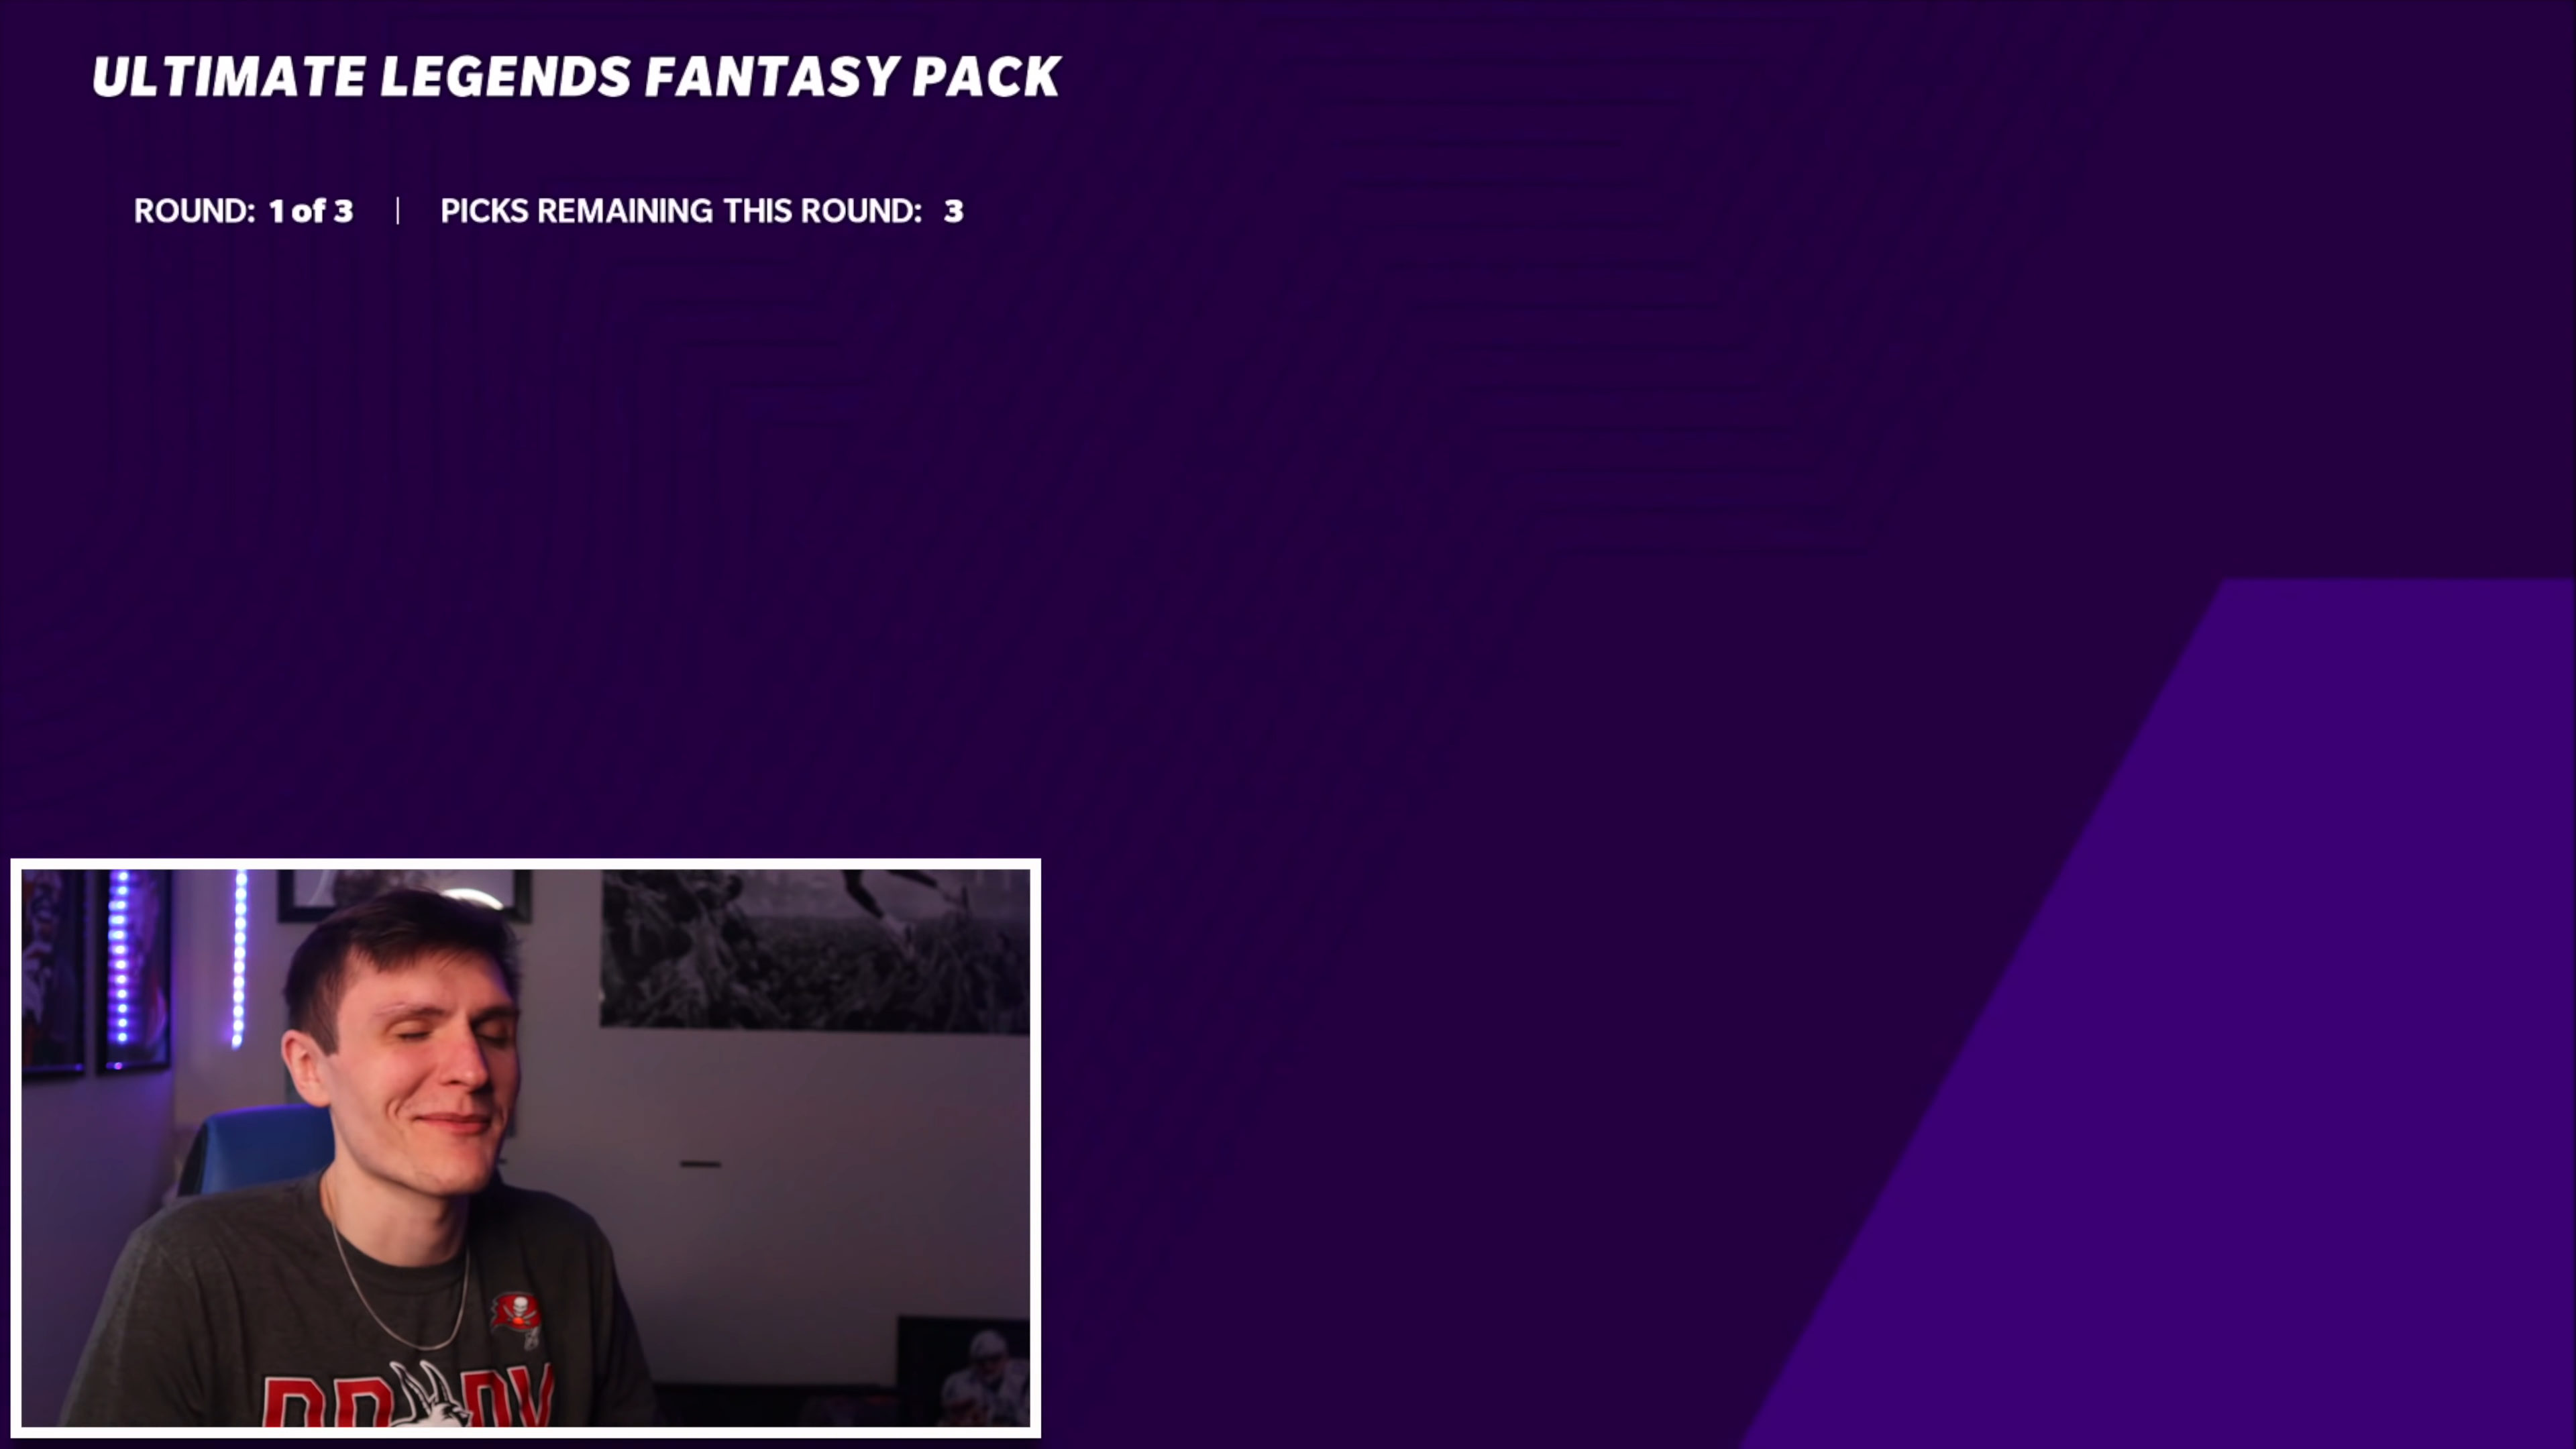 ULTIMATE LEGENDS FANTASY PACK
ROUND: 1 of 3 | PICKS REMAINING THIS ROUND: 3